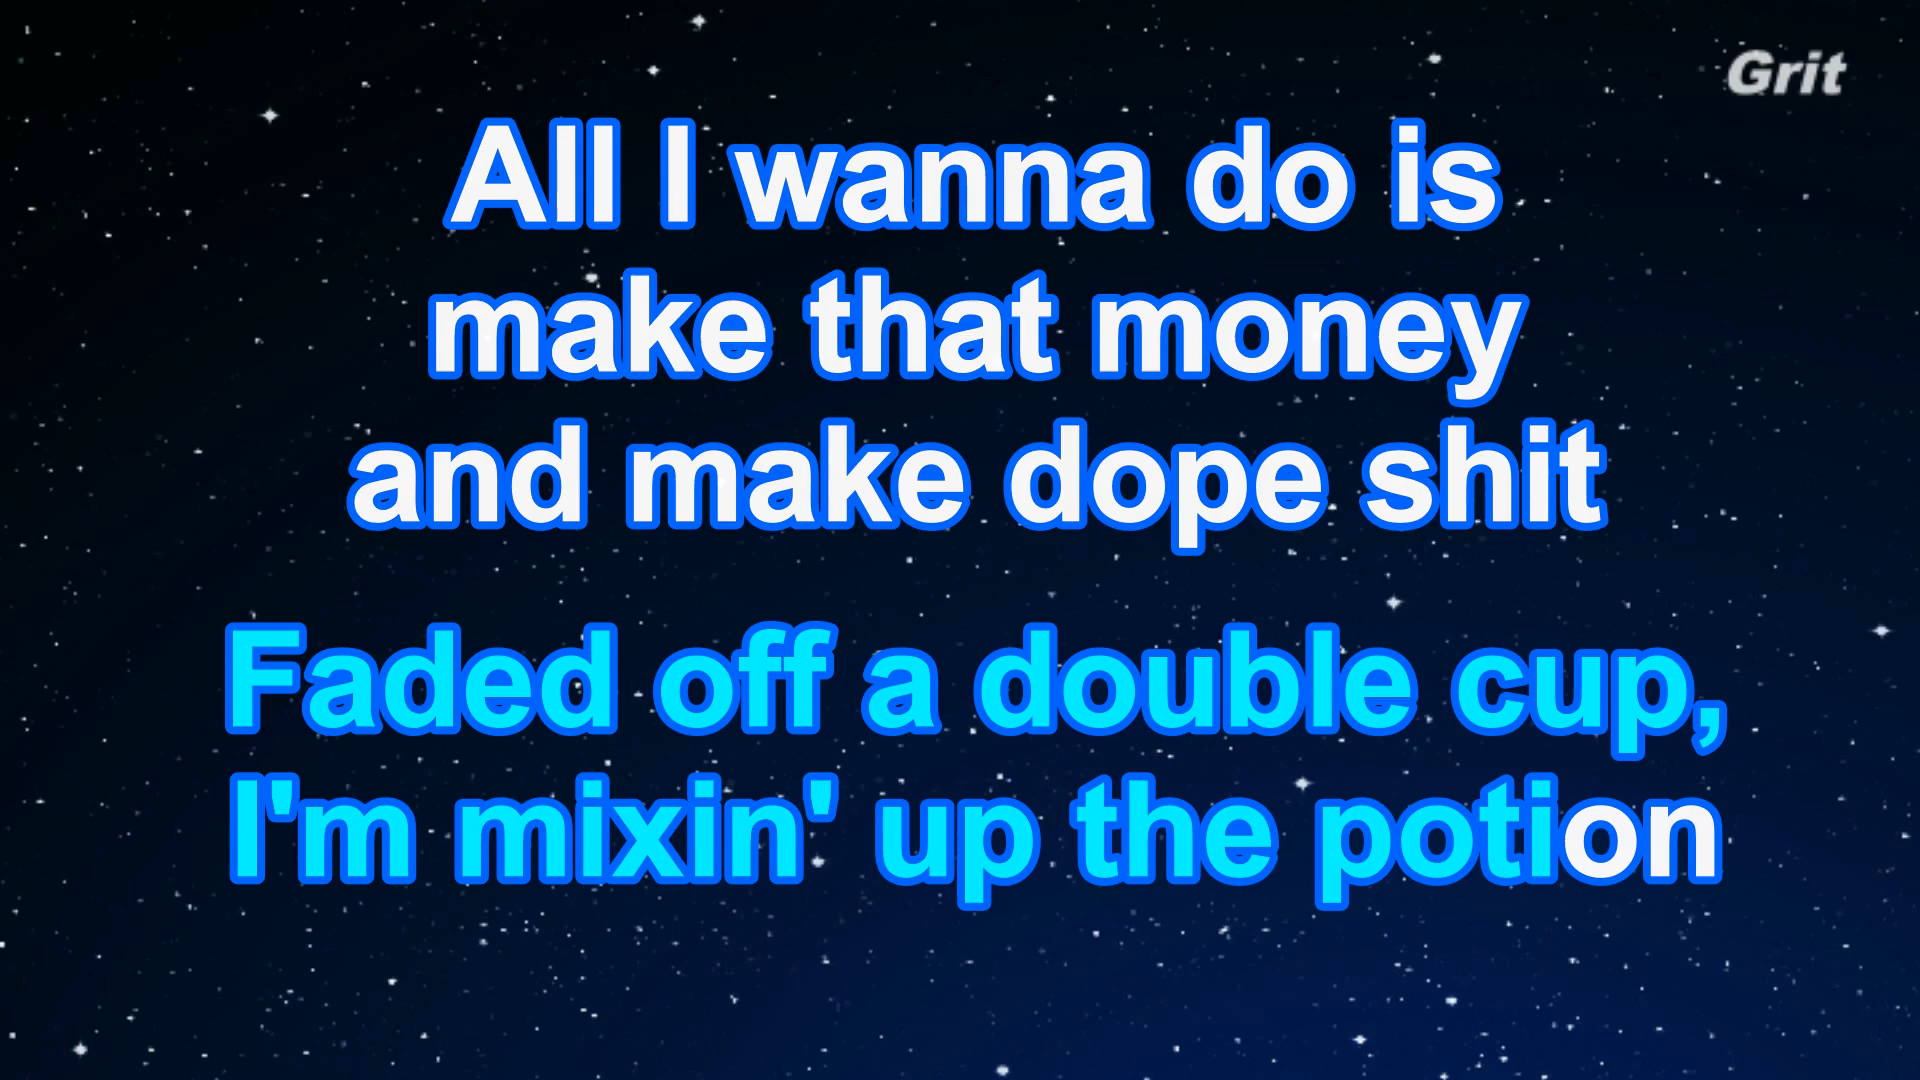 Grit
All I wanna do is
make that money
and make dope shit
Faded off a double cup,
I'm mixin' up the potion